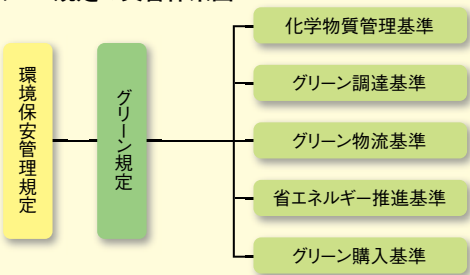 環境保安管理規定
グリーン規定
化学物質管理基準
グリーン調達基準
グリーン物流基準
省エネルギー推進基準
グリーン購入基準